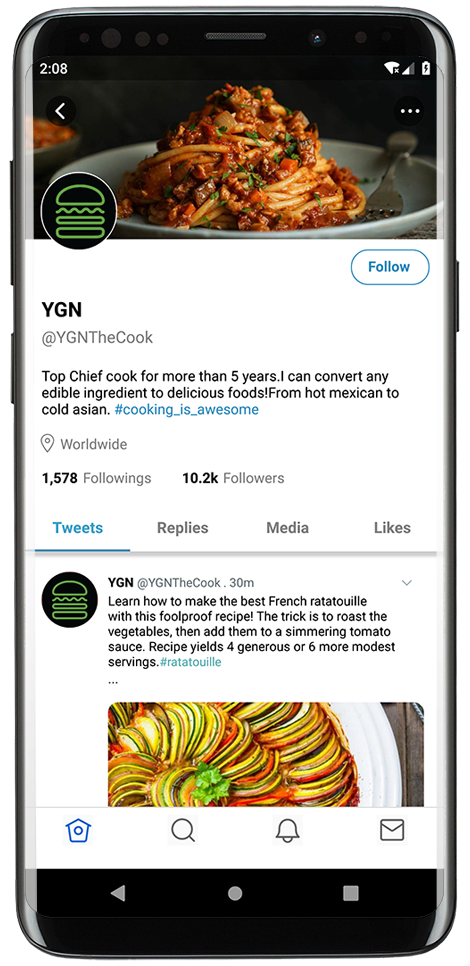 2:08
Follow
YGN
@YGNTheCook
Top Chief cook for more than 5 years.I can convert any
edible ingredient to delicious foods!From hot mexican to
cold asian. #cooking_is_awesome
Worldwide
1,578 Followings 10.2k Followers
Tweets Replies Media Likes
YGN @YGNTheCook . 30m
Learn how to make the best French ratatouille
with this foolproof recipe! The trick is to roast the
vegetables, then add them to a simmering tomato
sauce. Recipe yields 4 generous or 6 more modest
servings.#ratatouille
...